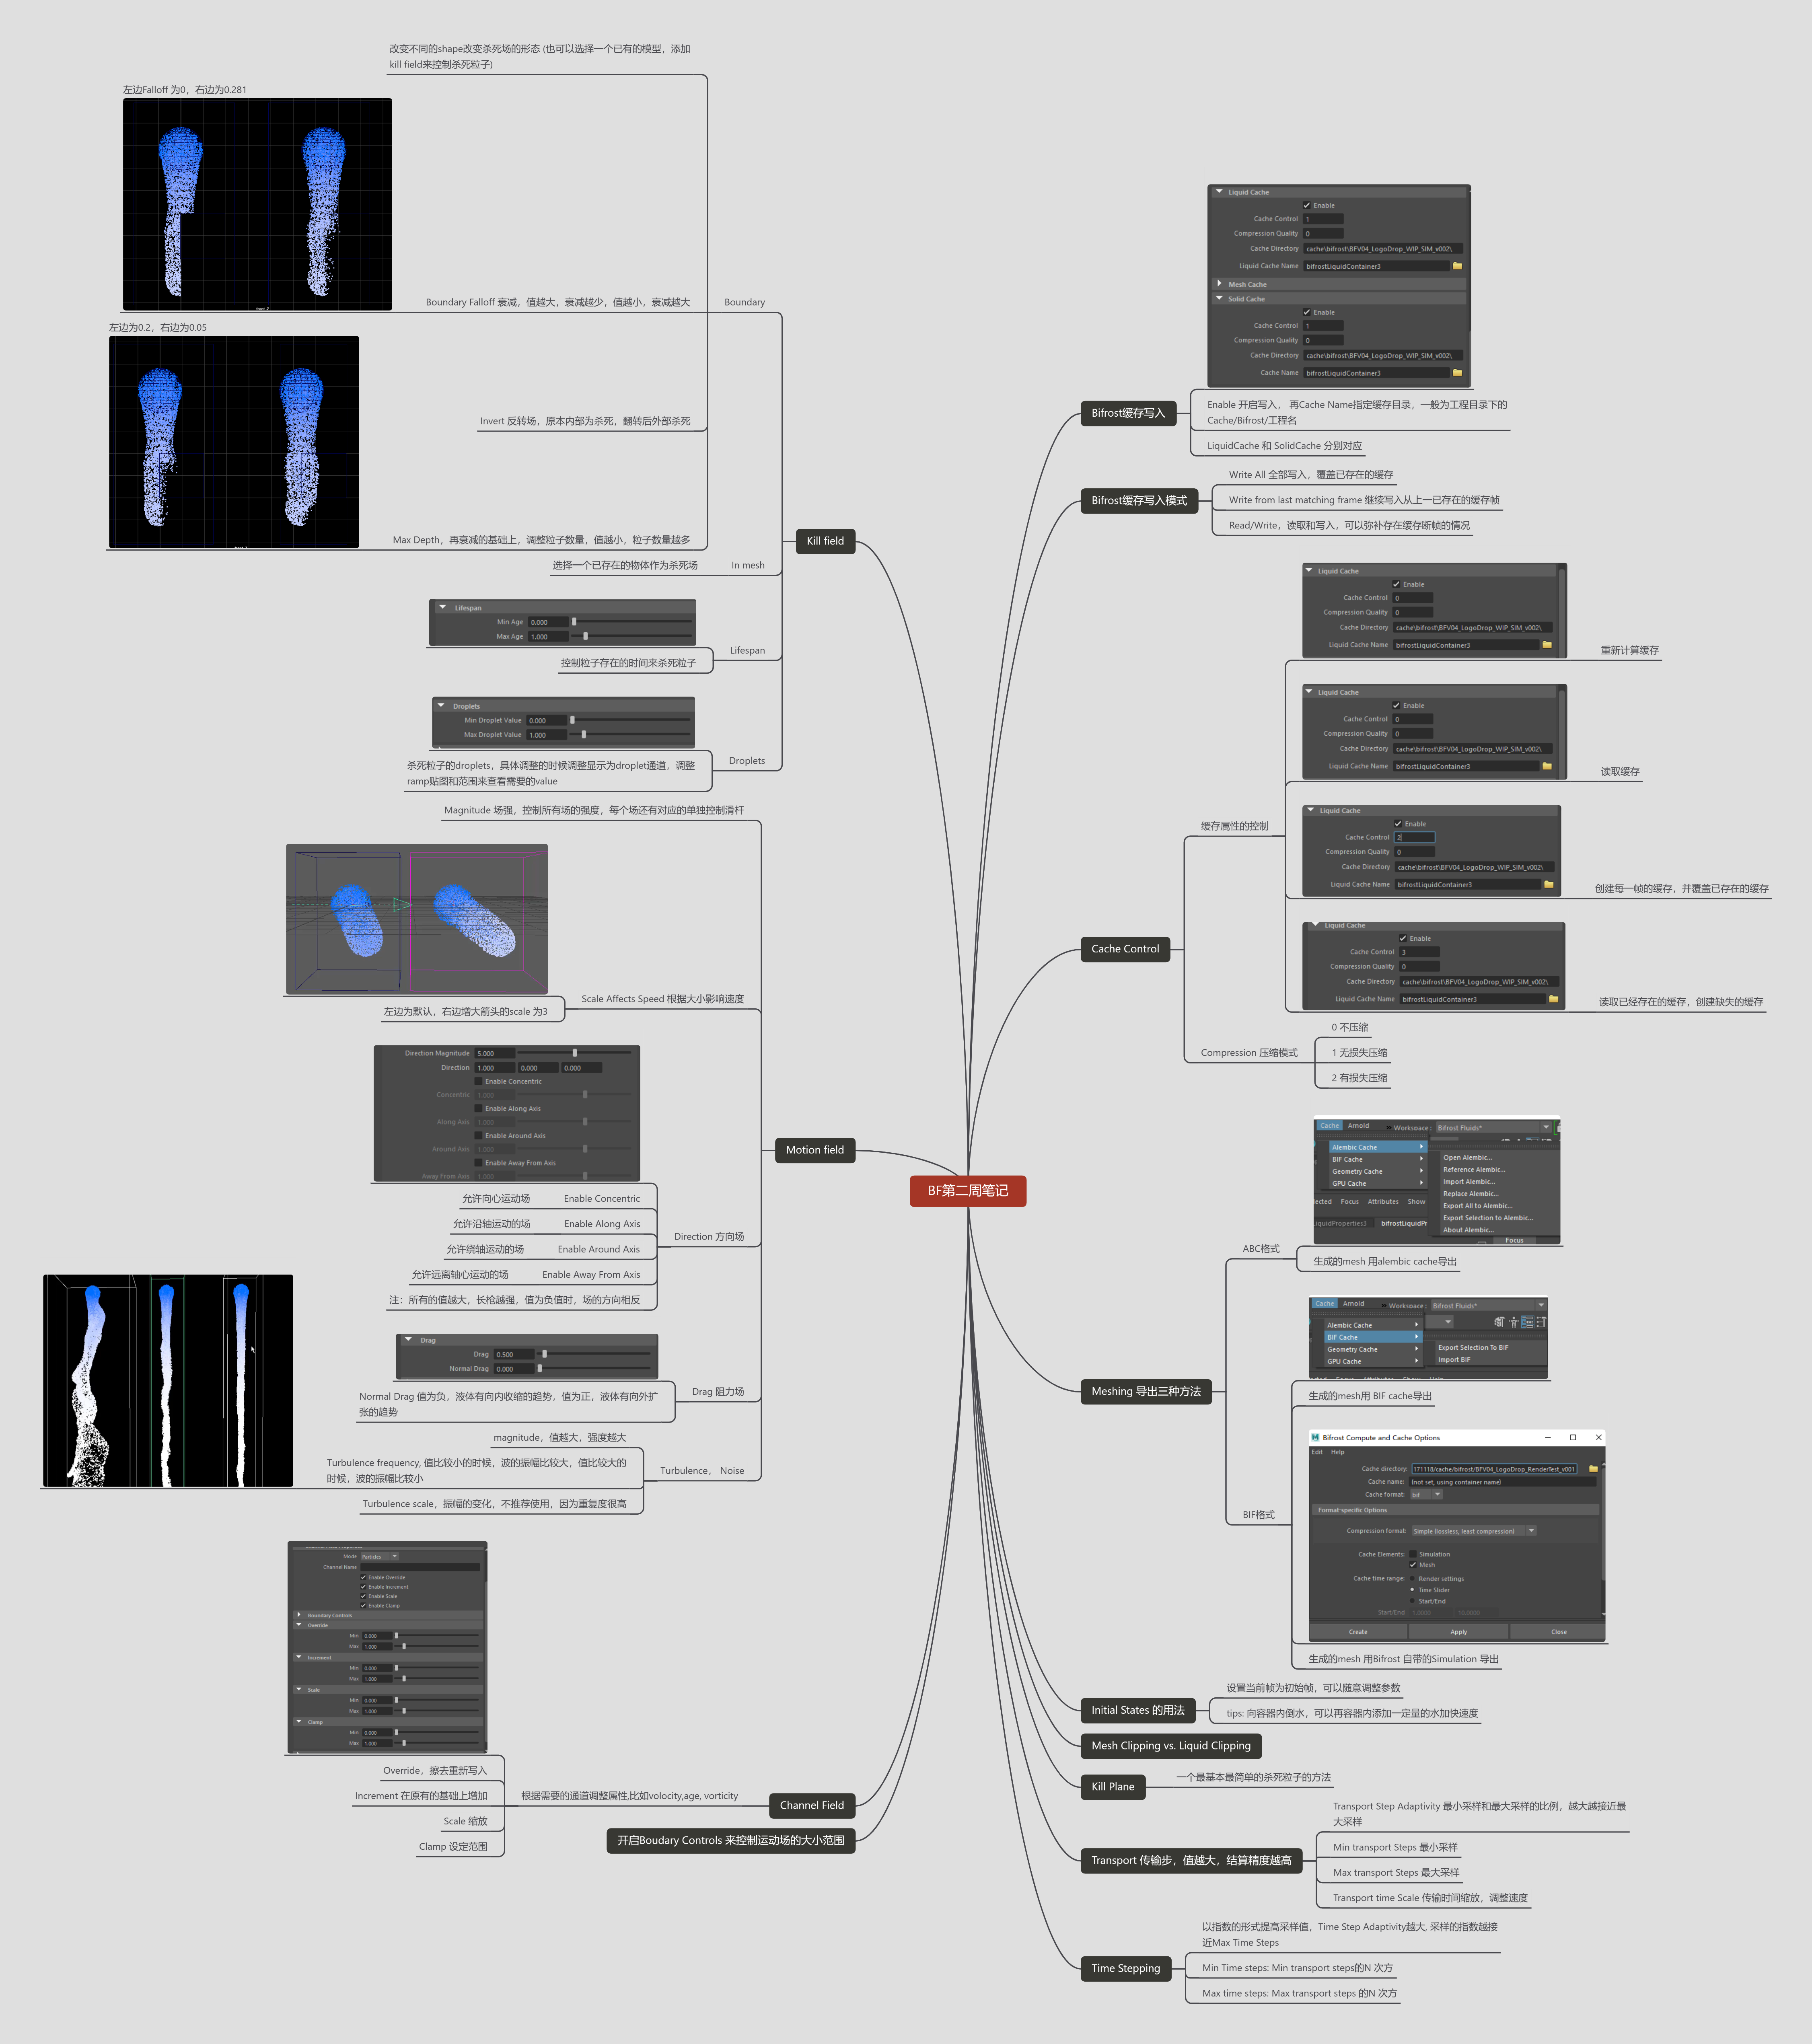 BF第二周笔记
Bifrost缓存写入
Liquid Cache
Enable
Cache Control 1
Compression Quality 0
Cache Directory cache\bifrost\BFV04_LogoDrop_WIP_SIM_v002\
Liquid Cache Name bifrostLiquidContainer3
Mesh Cache
Solid Cache
Enable
Cache Control 1
Compression Quality 0
Cache Directory cache\bifrost\BFV04_LogoDrop_WIP_SIM_v002\
Cache Name bifrostLiquidContainer3
Enable 开启写入， 再Cache Name指定缓存目录，一般为工程目录下的
Cache/Bifrost/工程名
LiquidCache 和 SolidCache 分别对应
Bifrost缓存写入模式
Write All 全部写入，覆盖已存在的缓存
Write from last matching frame 继续写入从上一已存在的缓存帧
Read/Write，读取和写入，可以弥补存在缓存断帧的情况
Cache Control
缓存属性的控制
Liquid Cache
Enable
Cache Control 0
Compression Quality 0
Cache Directory cache\bifrost\BFV04_LogoDrop_WIP_SIM_v002\
Liquid Cache Name bifrostLiquidContainer3
重新计算缓存
Liquid Cache
Enable
Cache Control 0
Compression Quality 0
Cache Directory cache\bifrost\BFV04_LogoDrop_WIP_SIM_v002\
Liquid Cache Name bifrostLiquidContainer3
读取缓存
Liquid Cache
Enable
Cache Control 2
Compression Quality 0
Cache Directory cache\bifrost\BFV04_LogoDrop_WIP_SIM_v002\
Liquid Cache Name bifrostLiquidContainer3
创建每一帧的缓存，并覆盖已存在的缓存
Liquid Cache
Enable
Cache Control 3
Compression Quality 0
Cache Directory cache\bifrost\BFV04_LogoDrop_WIP_SIM_v002\
Liquid Cache Name bifrostLiquidContainer3
读取已经存在的缓存，创建缺失的缓存
Compression 压缩模式
0 不压缩
1 无损失压缩
2 有损失压缩
Meshing 导出三种方法
ABC格式
Cache Arnold Workspace: Bifrost Fluids*
Alembic Cache
BIF Cache
Geometry Cache
GPU Cache
Open Alembic...
Reference Alembic...
Import Alembic...
Replace Alembic...
Export All to Alembic...
Export Selection to Alembic...
About Alembic...
lected Focus Attributes Show
iquidProperties3 bifrostLiquidPr
Focus
生成的mesh 用alembic cache导出
BIF格式
Cache Arnold Workspace: Bifrost Fluids*
Alembic Cache
BIF Cache
Geometry Cache
GPU Cache
Export Selection To BIF
Import BIF
生成的mesh用 BIF cache导出
Bifrost Compute and Cache Options
Edit Help
Cache directory: 171118/cache/bifrost/BFV04_LogoDrop_RenderTest_v001
Cache name: (not set, using container name)
Cache format: bif
Format-specific Options
Compression format: Simple (lossless, least compression)
Cache Elements: Simulation
Mesh
Cache time range: Render settings
Time Slider
Start/End
Start/End 1.0000 10.0000
Create Apply Close
生成的mesh 用Bifrost 自带的Simulation 导出
Initial States 的用法
设置当前帧为初始帧，可以随意调整参数
tips: 向容器内倒水，可以再容器内添加一定量的水加快速度
Mesh Clipping vs. Liquid Clipping
Kill Plane
一个最基本最简单的杀死粒子的方法
Transport 传输步，值越大，结算精度越高
Transport Step Adaptivity 最小采样和最大采样的比例，越大越接近最
大采样
Min transport Steps 最小采样
Max transport Steps 最大采样
Transport time Scale 传输时间缩放，调整速度
Time Stepping
以指数的形式提高采样值，Time Step Adaptivity越大, 采样的指数越接
近Max Time Steps
Min Time steps: Min transport steps的N 次方
Max time steps: Max transport steps 的N 次方
Kill field
Boundary
改变不同的shape改变杀死场的形态 (也可以选择一个已有的模型，添加
kill field来控制杀死粒子)
左边Falloff 为0，右边为0.281
Boundary Falloff 衰减，值越大，衰减越少，值越小，衰减越大
Invert 反转场，原本内部为杀死，翻转后外部杀死
左边为0.2，右边为0.05
Max Depth，再衰减的基础上，调整粒子数量，值越小，粒子数量越多
In mesh
选择一个已存在的物体作为杀死场
Lifespan
Lifespan
Min Age 0.000
Max Age 1.000
控制粒子存在的时间来杀死粒子
Droplets
Droplets
Min Droplet Value 0.000
Max Droplet Value 1.000
杀死粒子的droplets，具体调整的时候调整显示为droplet通道，调整
ramp贴图和范围来查看需要的value
Motion field
Magnitude 场强，控制所有场的强度，每个场还有对应的单独控制滑杆
Scale Affects Speed 根据大小影响速度
左边为默认，右边增大箭头的scale 为3
Direction 方向场
Direction Magnitude 5.000
Direction 1.000 0.000 0.000
Enable Concentric
Concentric 1.000
Enable Along Axis
Along Axis 1.000
Enable Around Axis
Around Axis 1.000
Enable Away From Axis
Away From Axis 1.000
允许向心运动场 Enable Concentric
允许沿轴运动的场 Enable Along Axis
允许绕轴运动的场 Enable Around Axis
允许远离轴心运动的场 Enable Away From Axis
注：所有的值越大，长枪越强，值为负值时，场的方向相反
Drag 阻力场
Drag
Drag 0.500
Normal Drag 0.000
Normal Drag 值为负，液体有向内收缩的趋势，值为正，液体有向外扩
张的趋势
Turbulence， Noise
magnitude，值越大，强度越大
Turbulence frequency, 值比较小的时候，波的振幅比较大，值比较大的
时候，波的振幅比较小
Turbulence scale，振幅的变化，不推荐使用，因为重复度很高
Channel Field
根据需要的通道调整属性,比如volocity,age, vorticity
Mode Particles
Channel Name
Enable Override
Enable Increment
Enable Scale
Enable Clamp
Boundary Controls
Override
Min 0.000
Max 1.000
Increment
Min 0.000
Max 1.000
Scale
Min 0.000
Max 1.000
Clamp
Min 0.000
Max 1.000
Override，擦去重新写入
Increment 在原有的基础上增加
Scale 缩放
Clamp 设定范围
开启Boudary Controls 来控制运动场的大小范围